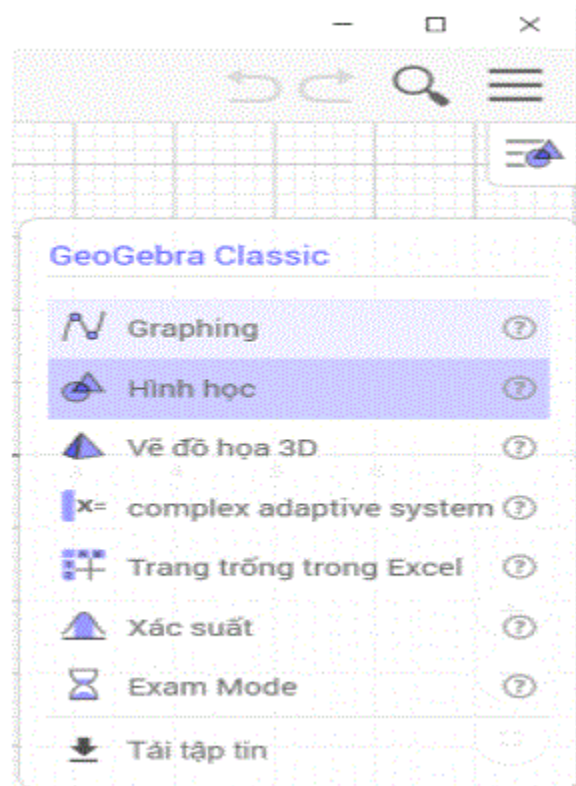 GeoGebra Classic
Graphing
Hình học
Vẽ đồ họa 3D
x= complex adaptive system
Trang trống trong Excel
Xác suất
Exam Mode
Tải tập tin